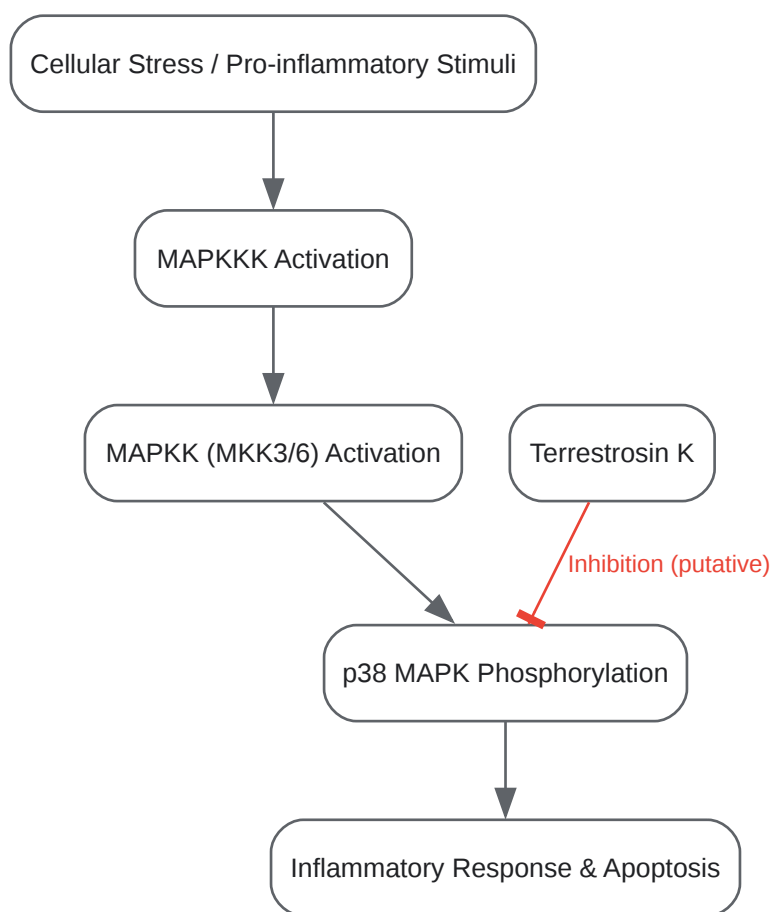 Cellular Stress / Pro-inflammatory Stimuli
MAPKKK Activation
MAPKK (MKK3/6) Activation
Terrestrosin K
Inhibition (putative)
p38 MAPK Phosphorylation
Inflammatory Response & Apoptosis